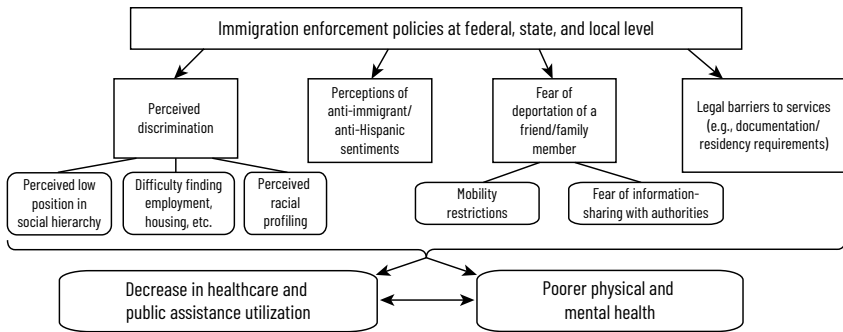 Immigration enforcement policies at federal, state, and local level
Perceived
discrimination
Perceptions of
anti-immigrant/
anti-Hispanic
sentiments
Fear of
deportation of a
friend/family
member
Legal barriers to services
(e.g., documentation/
residency requirements)
Perceived low
position in
social hierarchy
Difficulty finding
employment,
housing, etc.
Perceived
racial
profiling
Mobility
restrictions
Fear of information-
sharing with authorities
Decrease in healthcare and
public assistance utilization
Poorer physical and
mental health